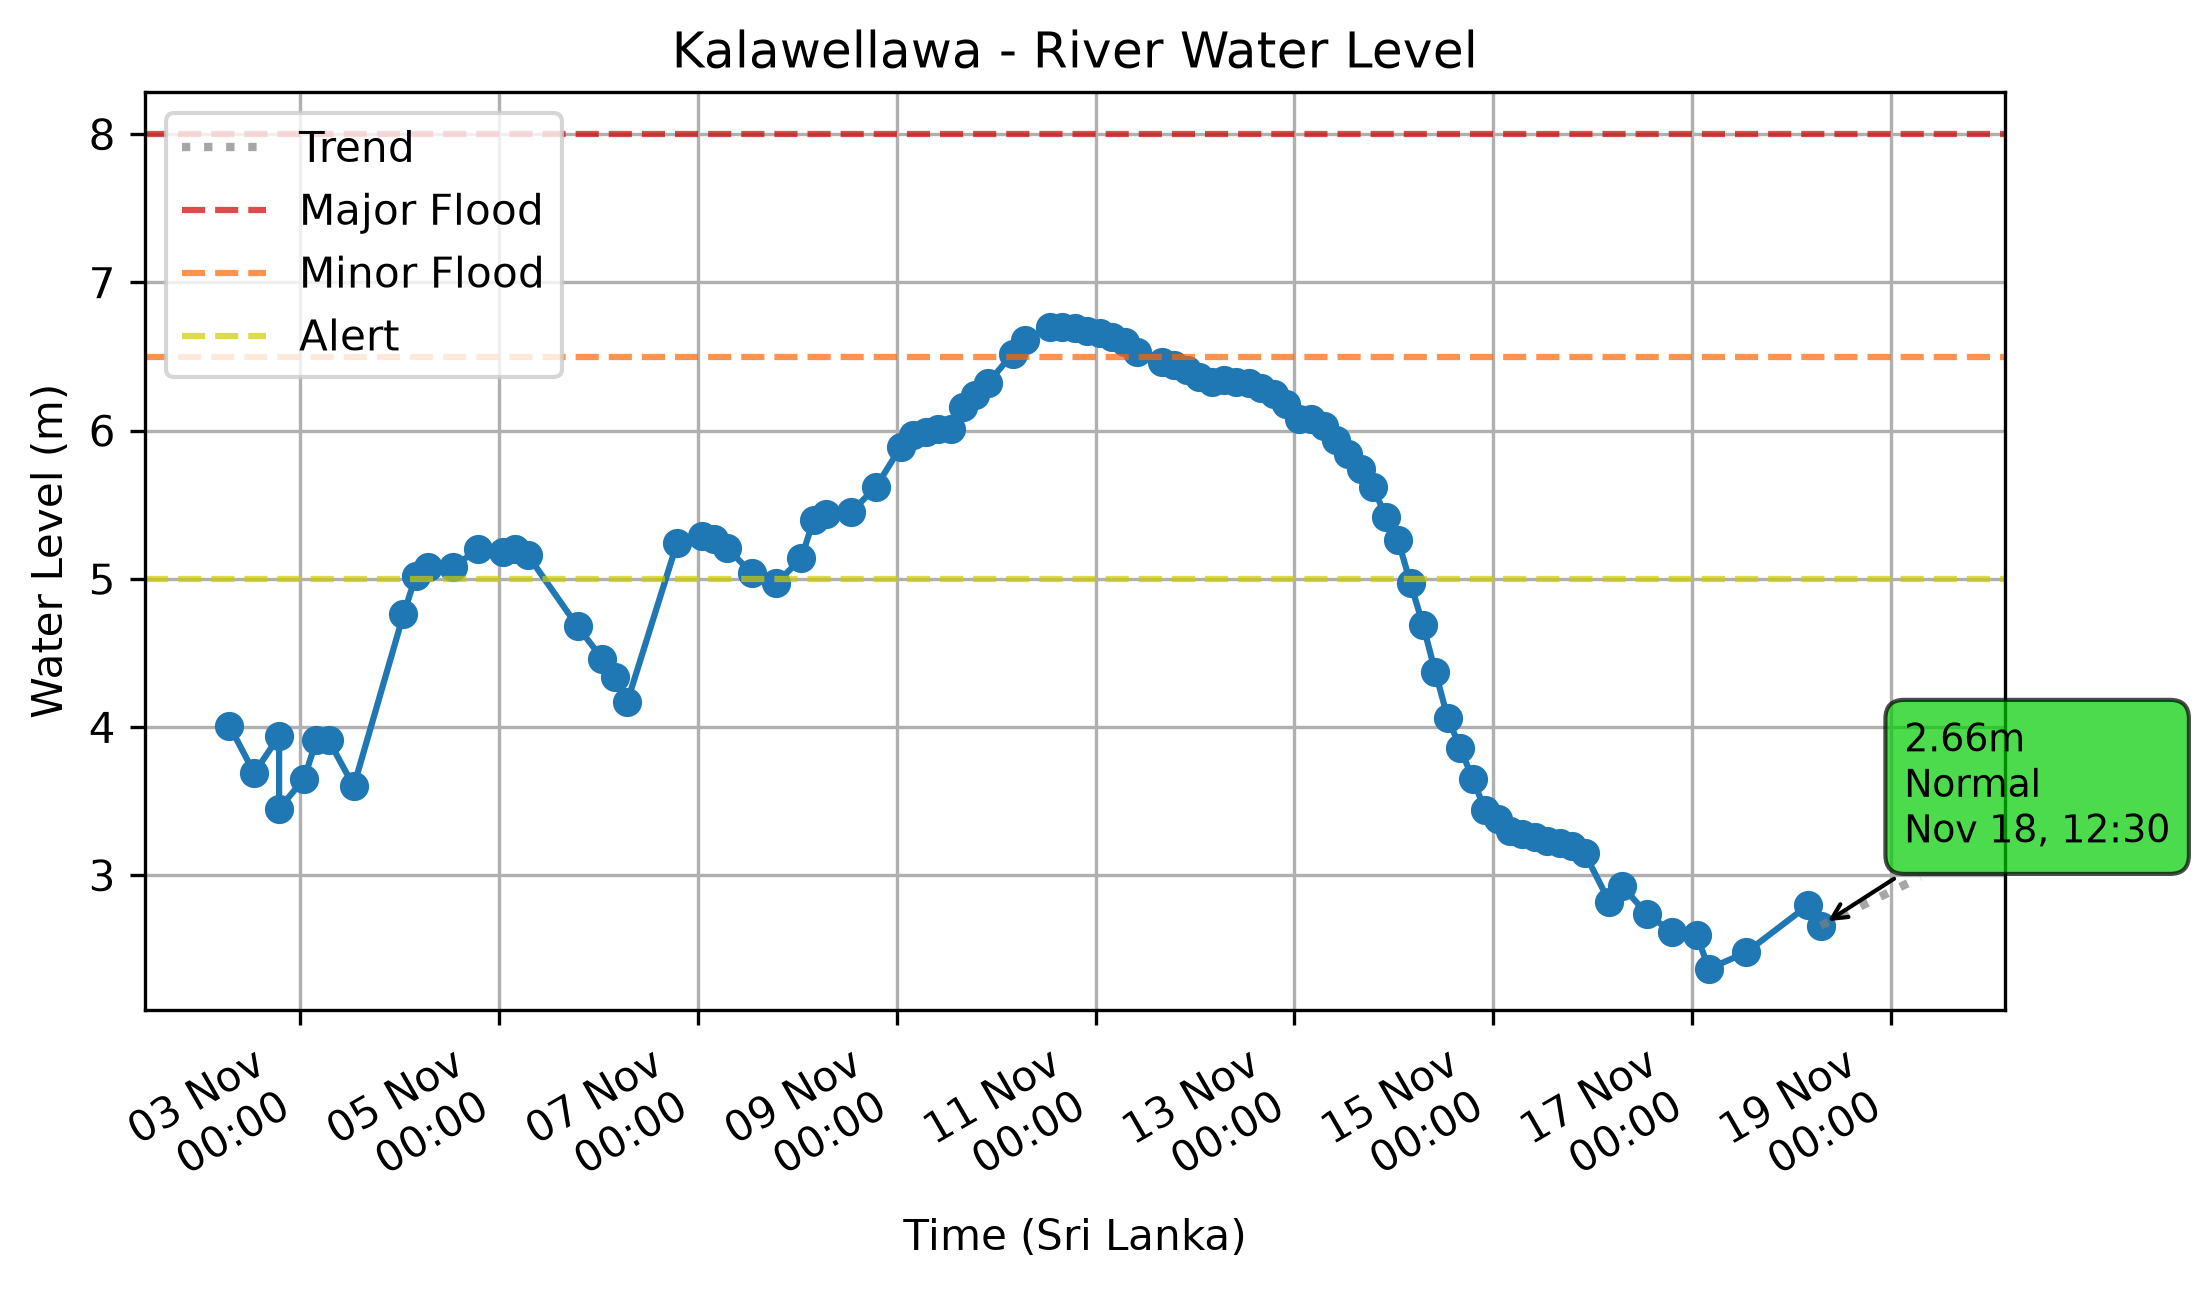 Kalawellawa - River Water Level
Trend
Major Flood
Minor Flood
Alert
Water Level (m)
8
7
6
5
4
3
2.66m
Normal
Nov 18, 12:30
03 Nov
00:00
05 Nov
00:00
07 Nov
00:00
09 Nov
00:00
11 Nov
00:00
13 Nov
00:00
15 Nov
00:00
17 Nov
00:00
19 Nov
00:00
Time (Sri Lanka)